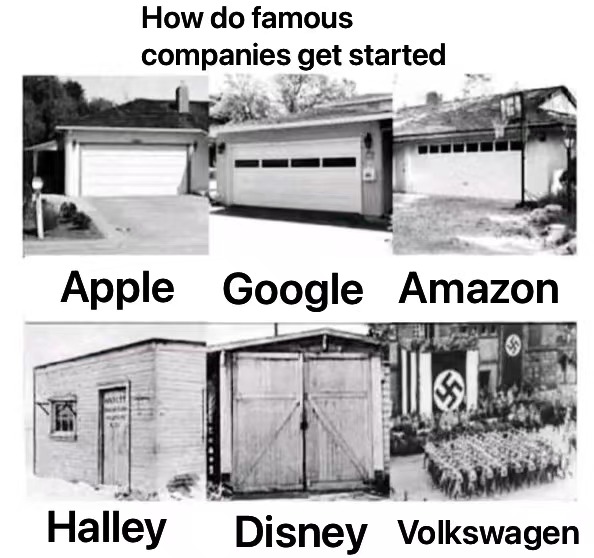 How do famous
companies get started
Apple
Google
Amazon
Halley
Disney
Volkswagen